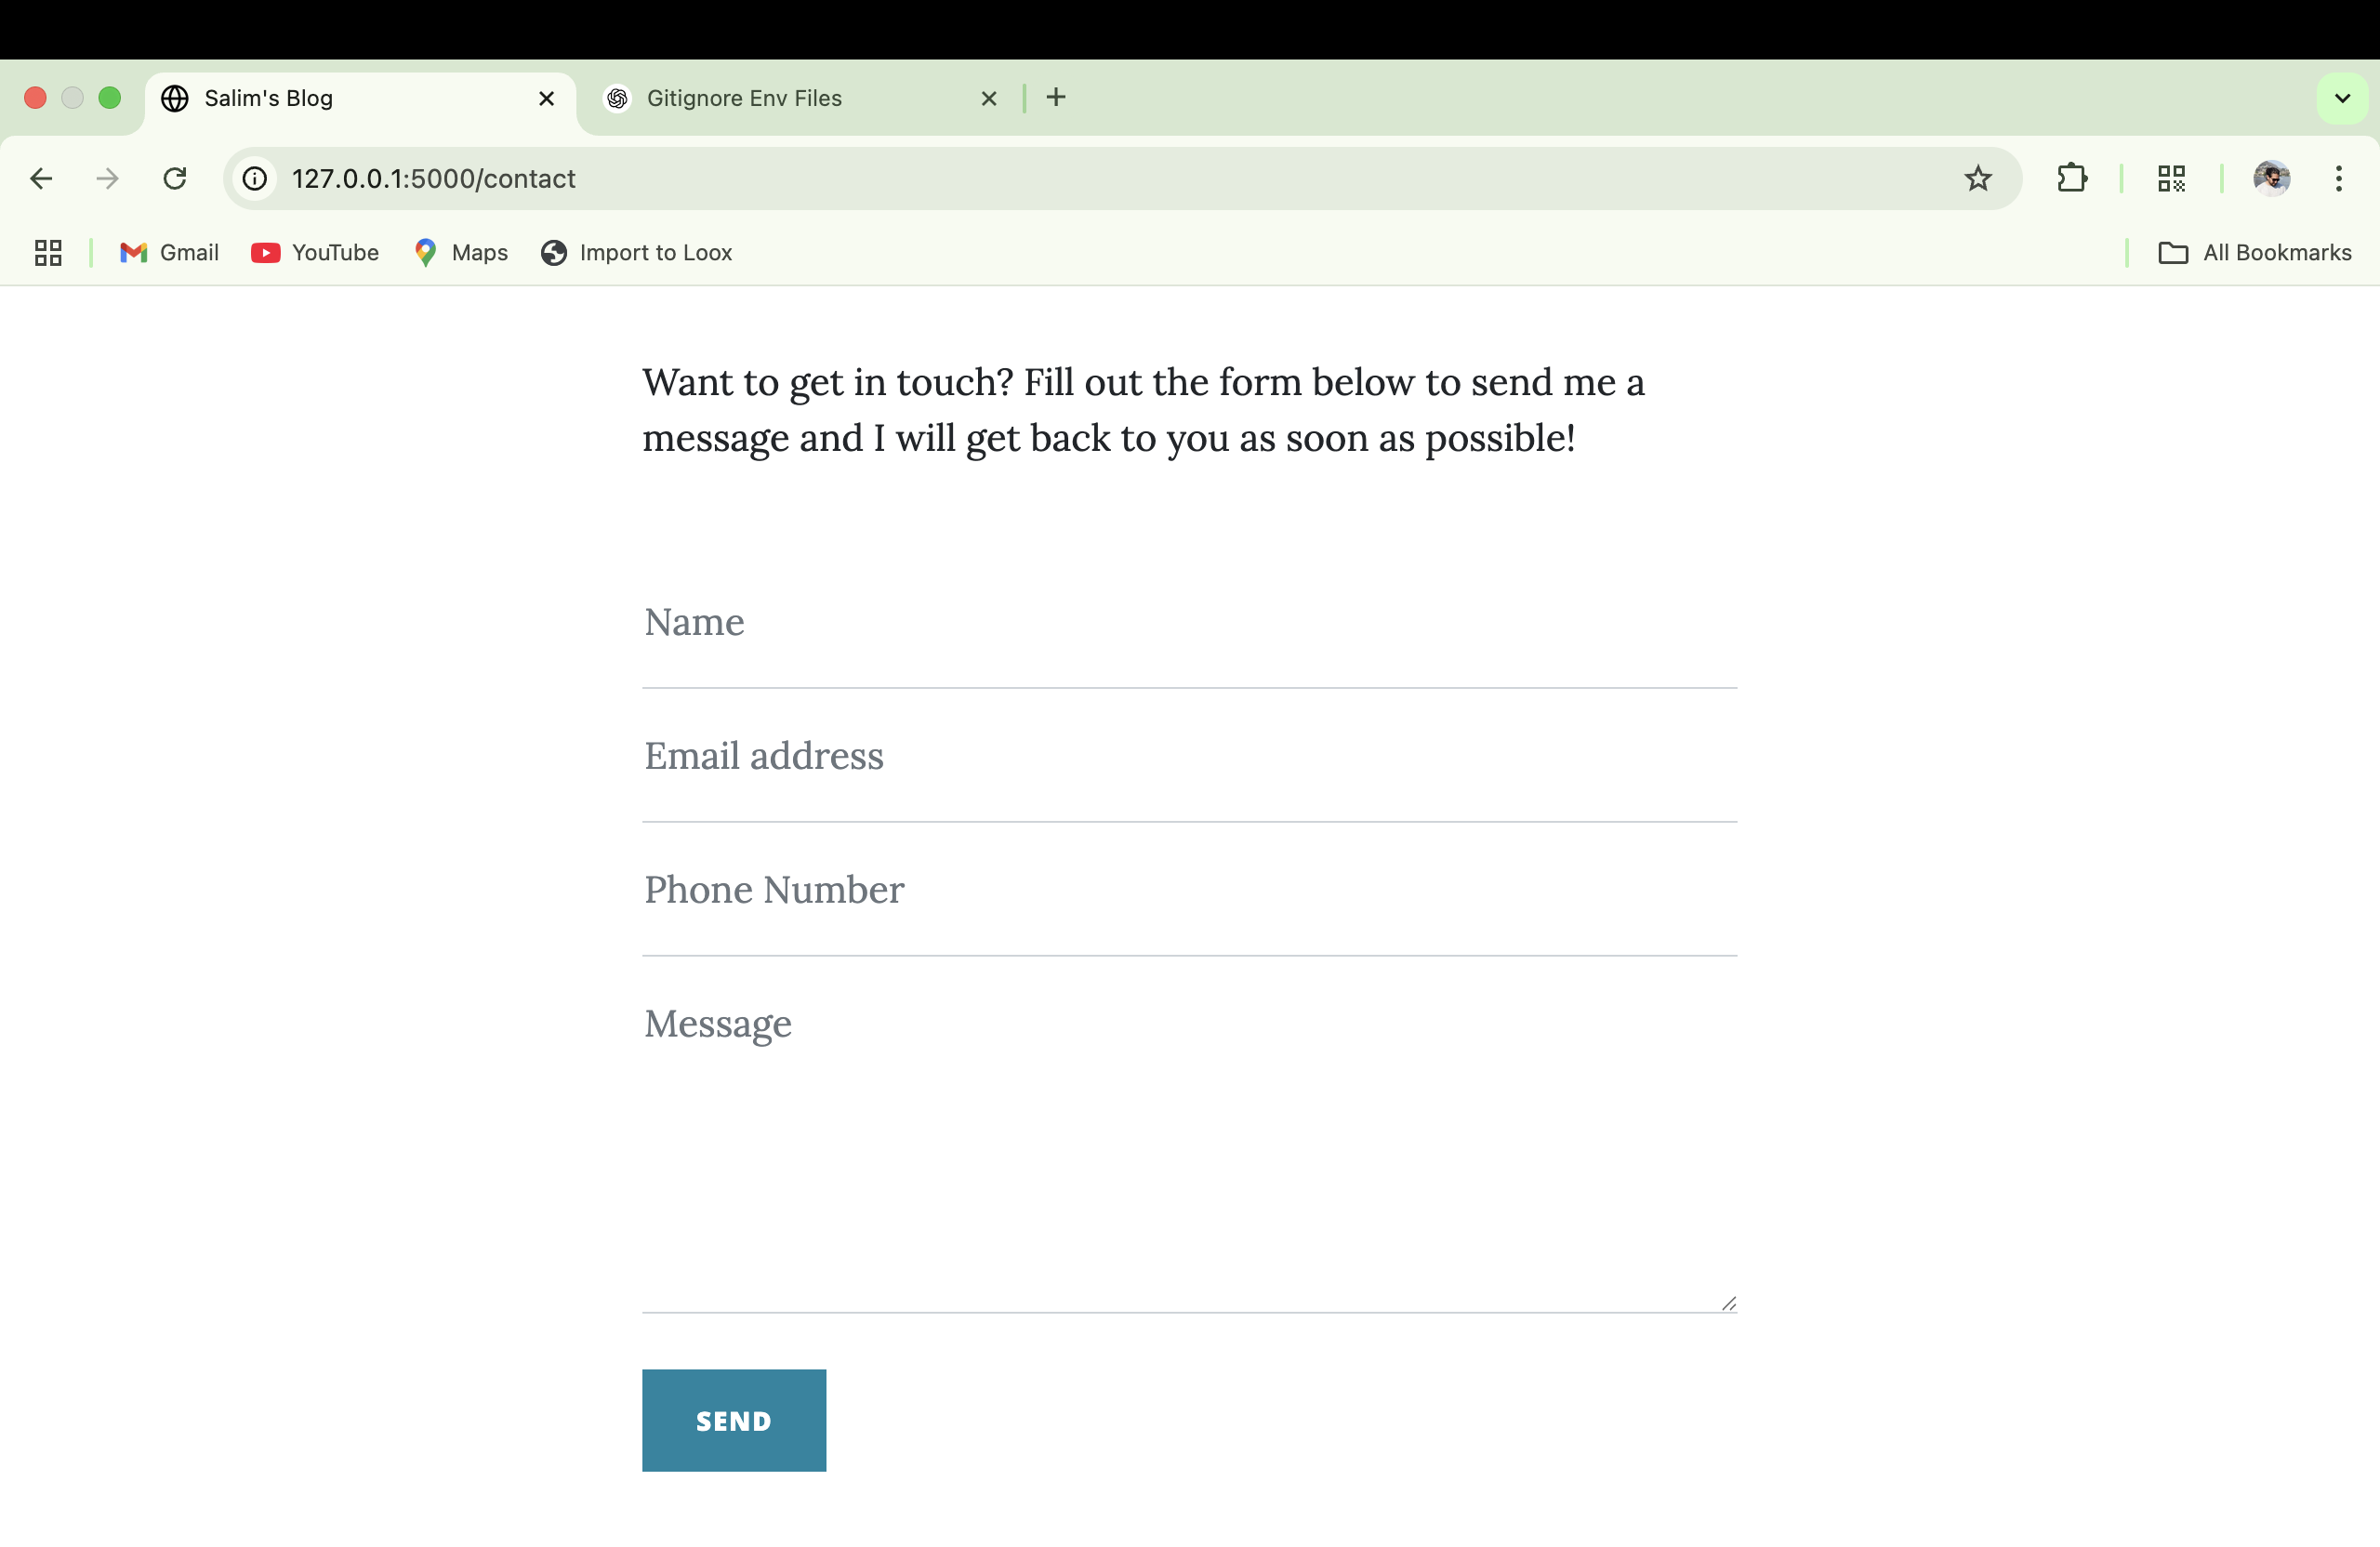 Salim's Blog
Gitignore Env Files
127.0.0.1:5000/contact
Gmail YouTube Maps Import to Loox All Bookmarks
Want to get in touch? Fill out the form below to send me a
message and I will get back to you as soon as possible!
Name
Email address
Phone Number
Message
SEND